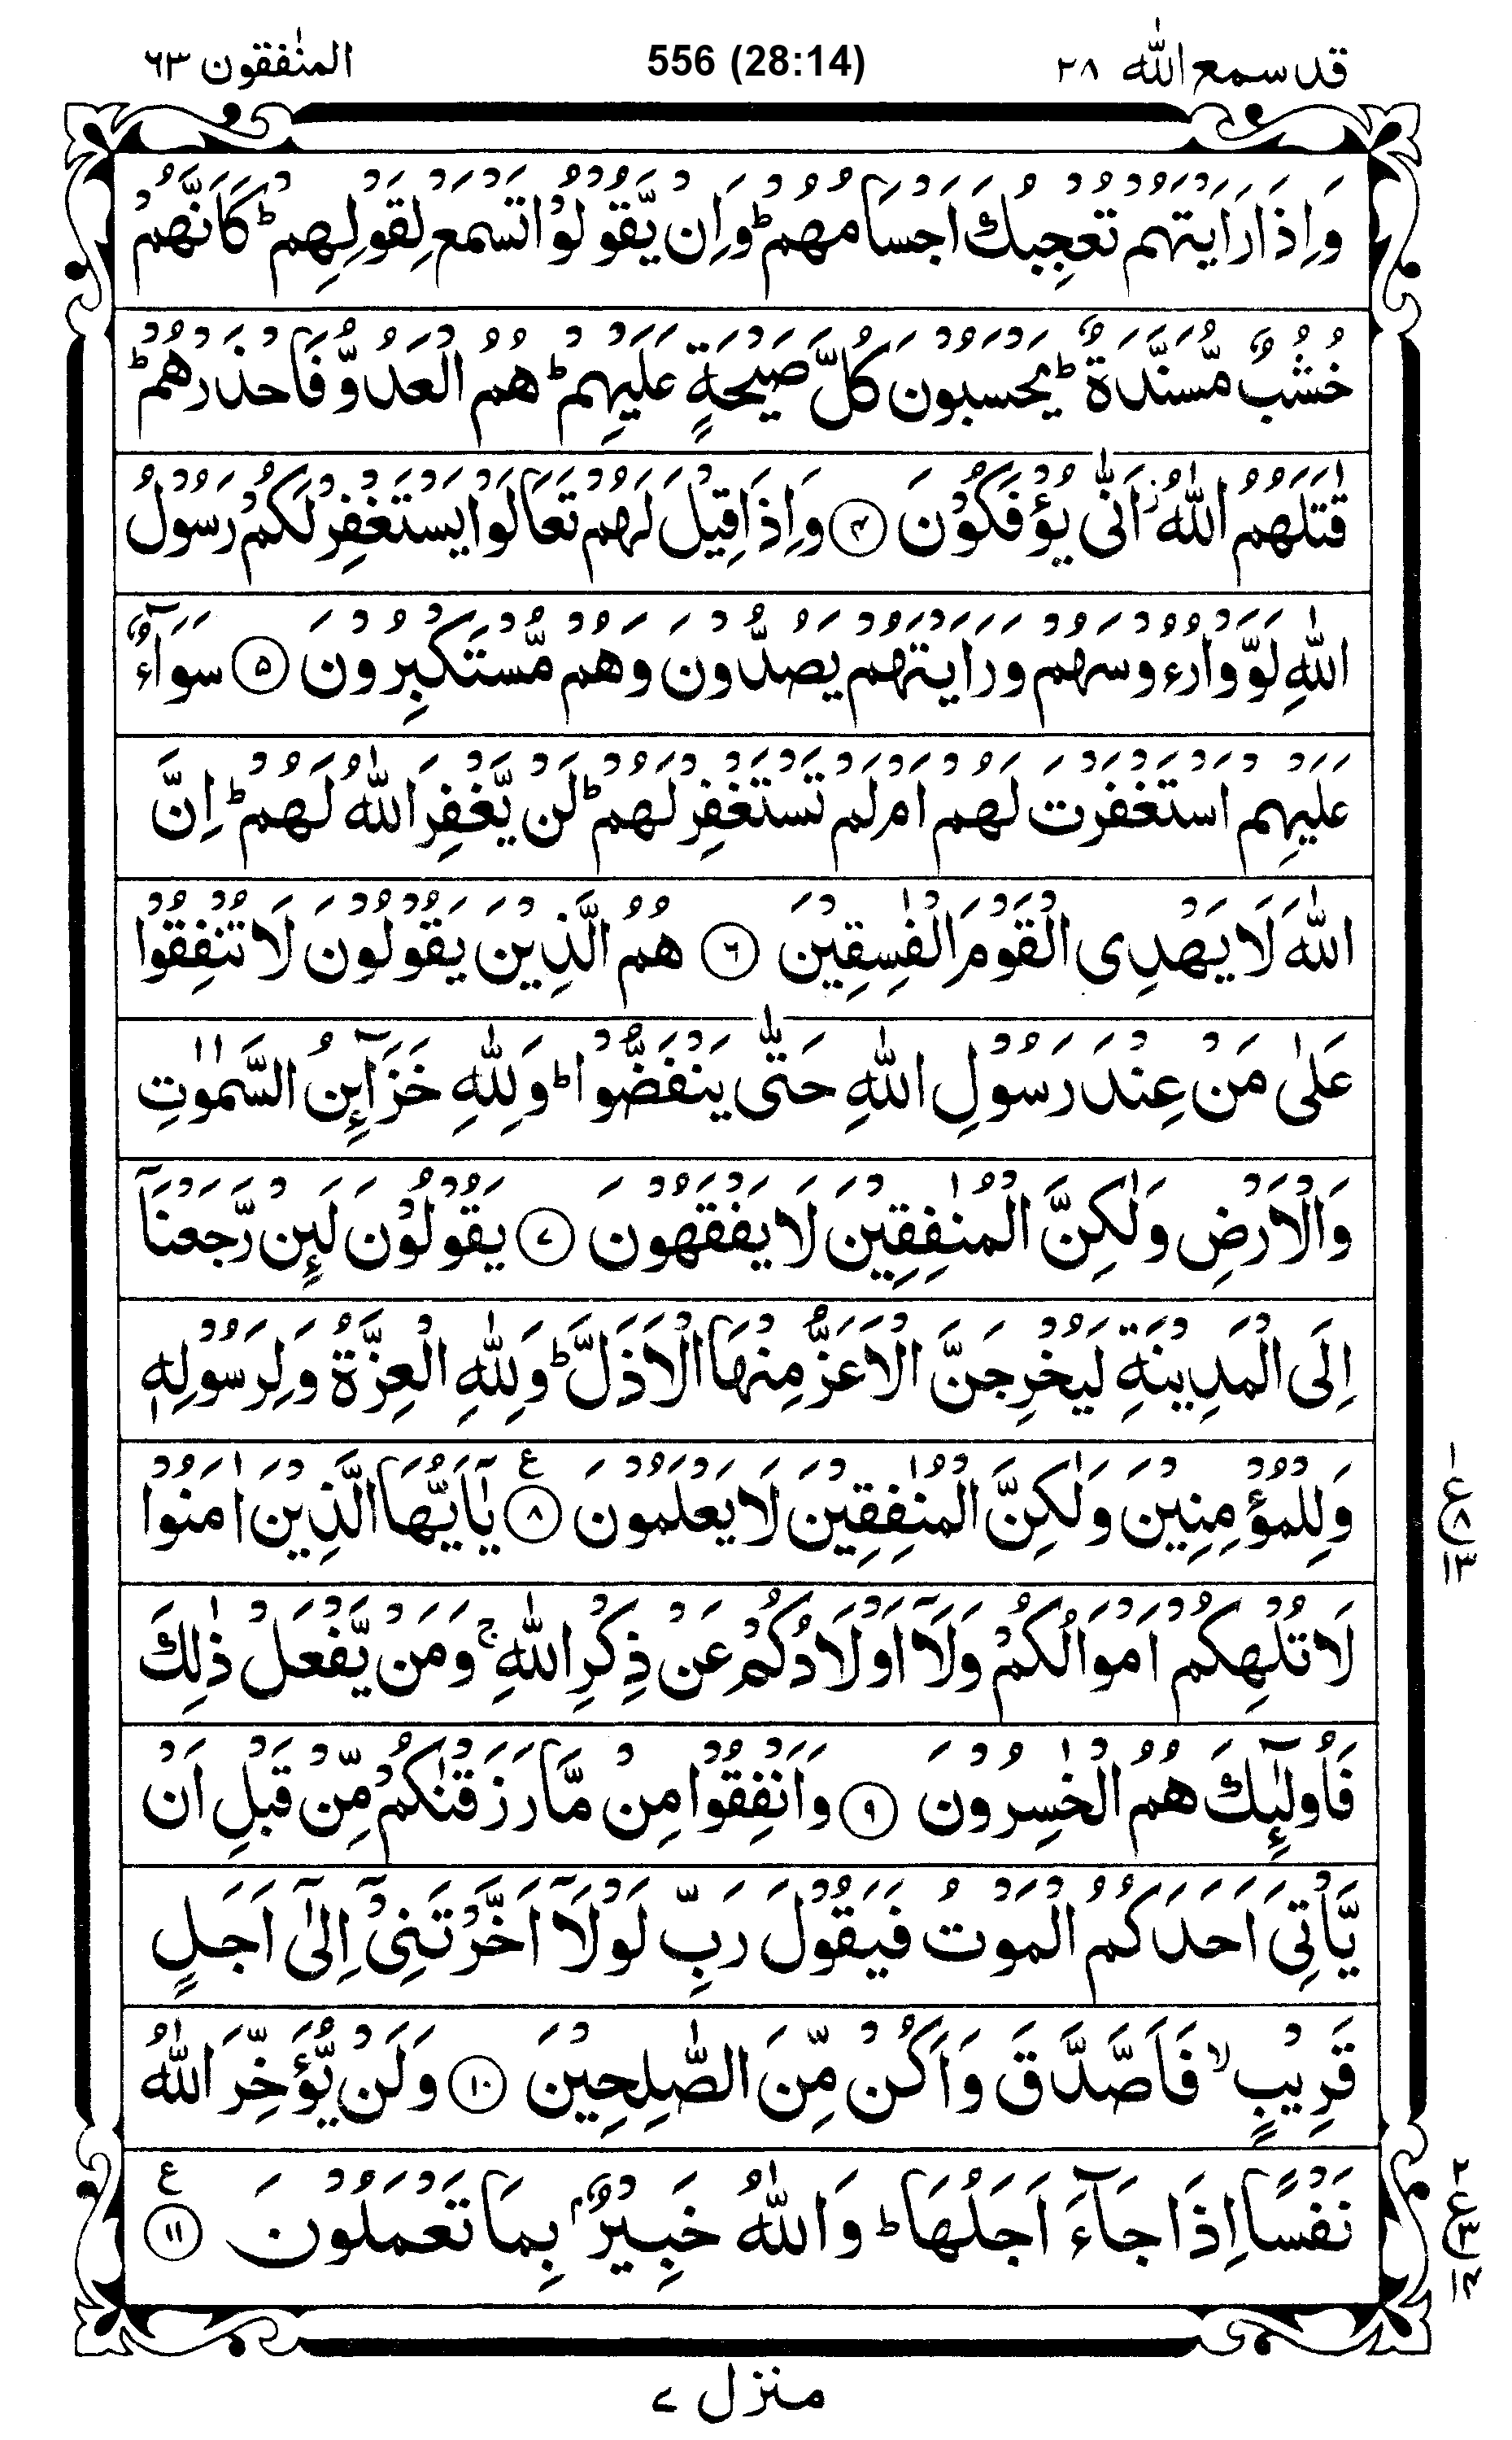 قد سمع الله ٢٨
556 (28:14)
المنٰفقون ٦٣
وَاِذَا رَاَيْتَهُمْ تُعْجِبُكَ اَجْسَامُهُمْ ؕ وَاِنْ يَّقُوْلُوْا تَسْمَعْ لِقَوْلِهِمْ ؕ كَاَنَّهُمْ
خُشُبٌ مُّسَنَّدَةٌ ؕ يَحْسَبُوْنَ كُلَّ صَيْحَةٍ عَلَيْهِمْ ؕ هُمُ الْعَدُوُّ فَاحْذَرْهُمْ ؕ
قٰتَلَهُمُ اللّٰهُ ؗ اَنّٰى يُؤْفَكُوْنَ ۴ وَاِذَا قِيْلَ لَهُمْ تَعَالَوْا يَسْتَغْفِرْ لَكُمْ رَسُوْلُ
اللّٰهِ لَوَّوْا رُءُوْسَهُمْ وَرَاَيْتَهُمْ يَصُدُّوْنَ وَهُمْ مُّسْتَكْبِرُوْنَ ۵ سَوَآءٌ
عَلَيْهِمْ اَسْتَغْفَرْتَ لَهُمْ اَمْ لَمْ تَسْتَغْفِرْ لَهُمْ ؕ لَنْ يَّغْفِرَ اللّٰهُ لَهُمْ ؕ اِنَّ
اللّٰهَ لَا يَهْدِى الْقَوْمَ الْفٰسِقِيْنَ ۶ هُمُ الَّذِيْنَ يَقُوْلُوْنَ لَا تُنْفِقُوْا
عَلٰى مَنْ عِنْدَ رَسُوْلِ اللّٰهِ حَتّٰى يَنْفَضُّوْا ؕ وَلِلّٰهِ خَزَآئِنُ السَّمٰوٰتِ
وَالْاَرْضِ وَلٰكِنَّ الْمُنٰفِقِيْنَ لَا يَفْقَهُوْنَ ۷ يَقُوْلُوْنَ لَئِنْ رَّجَعْنَآ
اِلَى الْمَدِيْنَةِ لَيُخْرِجَنَّ الْاَعَزُّ مِنْهَا الْاَذَلَّ ؕ وَلِلّٰهِ الْعِزَّةُ وَلِرَسُوْلِهٖ
وَلِلْمُؤْمِنِيْنَ وَلٰكِنَّ الْمُنٰفِقِيْنَ لَا يَعْلَمُوْنَ ۸ ع يٰٓاَيُّهَا الَّذِيْنَ اٰمَنُوْا
ع ١ ٨ ١٣
لَا تُلْهِكُمْ اَمْوَالُكُمْ وَلَآ اَوْلَادُكُمْ عَنْ ذِكْرِ اللّٰهِ ۚ وَمَنْ يَّفْعَلْ ذٰلِكَ
فَاُولٰٓئِكَ هُمُ الْخٰسِرُوْنَ ۹ وَاَنْفِقُوْا مِنْ مَّا رَزَقْنٰكُمْ مِّنْ قَبْلِ اَنْ
يَّاْتِىَ اَحَدَكُمُ الْمَوْتُ فَيَقُوْلَ رَبِّ لَوْلَآ اَخَّرْتَنِىْٓ اِلٰٓى اَجَلٍ
قَرِيْبٍ ۙ فَاَصَّدَّقَ وَاَكُنْ مِّنَ الصّٰلِحِيْنَ ۱۰ وَلَنْ يُّؤَخِّرَ اللّٰهُ
نَفْسًا اِذَا جَآءَ اَجَلُهَا ؕ وَاللّٰهُ خَبِيْرٌۢ بِمَا تَعْمَلُوْنَ ۱۱ ع
ع ٢ ٣ ١۴
منزل ۷